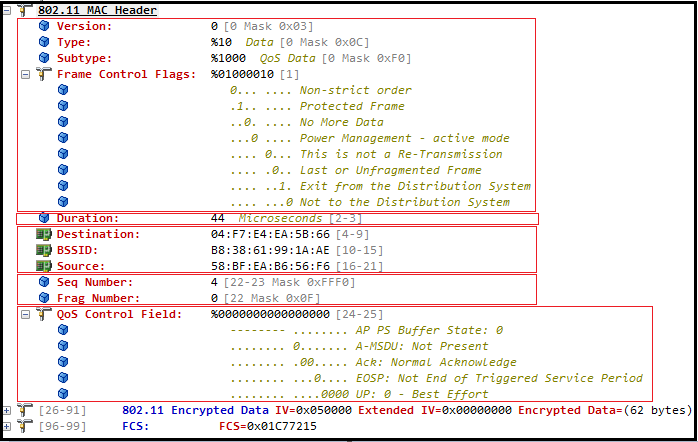 802.11 MAC Header
Version: 0 [0 Mask 0x03]
Type: %10 Data [0 Mask 0x0C]
Subtype: %1000 QoS Data [0 Mask 0xF0]
Frame Control Flags: %01000010 [1]
0... .... Non-strict order
.1.. .... Protected Frame
..0. .... No More Data
...0 .... Power Management - active mode
.... 0... This is not a Re-Transmission
.... .0.. Last or Unfragmented Frame
.... ..1. Exit from the Distribution System
.... ...0 Not to the Distribution System
Duration: 44 Microseconds [2-3]
Destination: 04:F7:E4:EA:5B:66 [4-9]
BSSID: B8:38:61:99:1A:AE [10-15]
Source: 58:BF:EA:B6:56:F6 [16-21]
Seq Number: 4 [22-23 Mask 0xFFF0]
Frag Number: 0 [22 Mask 0x0F]
QoS Control Field: %0000000000000000 [24-25]
-------- ........ AP PS Buffer State: 0
........ 0....... A-MSDU: Not Present
........ .00..... Ack: Normal Acknowledge
........ ...0.... EOSP: Not End of Triggered Service Period
........ ....0000 UP: 0 - Best Effort
[26-91] 802.11 Encrypted Data IV=0x050000 Extended IV=0x00000000 Encrypted Data=(62 bytes)
[96-99] FCS: FCS=0x01C77215